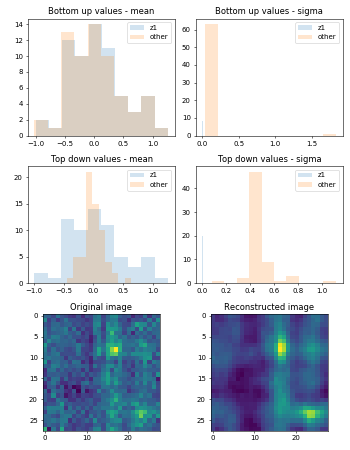 Bottom up values - mean
Bottom up values - sigma
z1
other
z1
other
14
12
10
8
6
4
2
0
−1.0 −0.5 0.0 0.5 1.0
60
50
40
30
20
10
0
0.0 0.5 1.0 1.5
Top down values - mean
Top down values - sigma
z1
other
z1
other
20
15
10
5
0
−1.0 −0.5 0.0 0.5 1.0
40
30
20
10
0
0.0 0.2 0.4 0.6 0.8 1.0
Original image
Reconstructed image
0
5
10
15
20
25
0 10 20
0
5
10
15
20
25
0 10 20